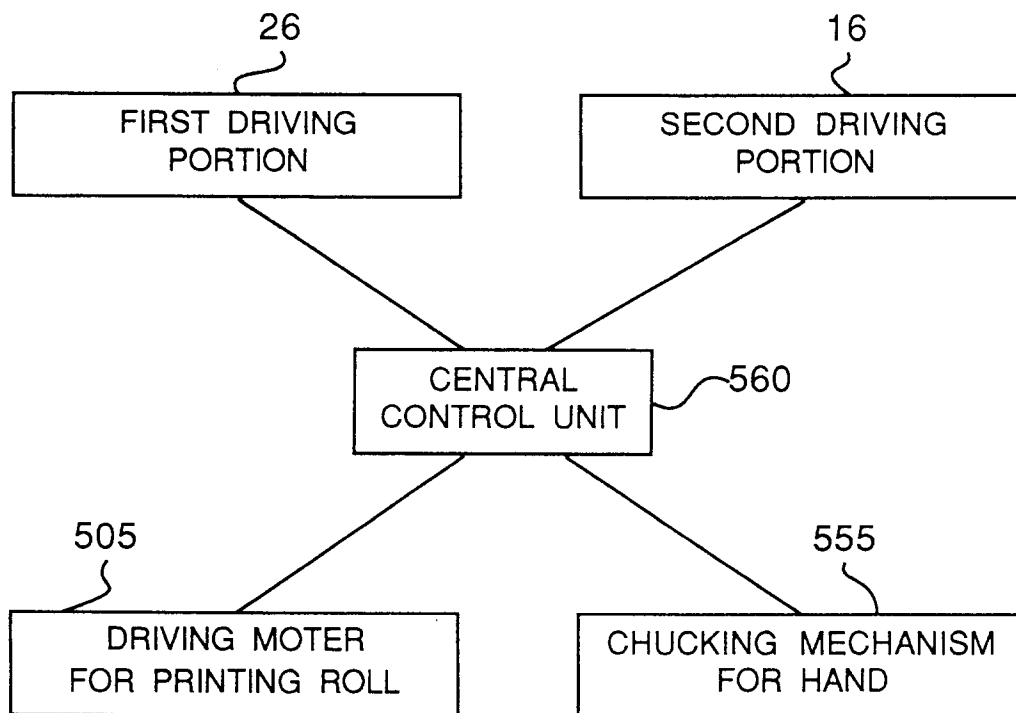 26
16
FIRST DRIVING
PORTION
SECOND DRIVING
PORTION
CENTRAL
CONTROL UNIT
560
505
555
DRIVING MOTER
FOR PRINTING ROLL
CHUCKING MECHANISM
FOR HAND